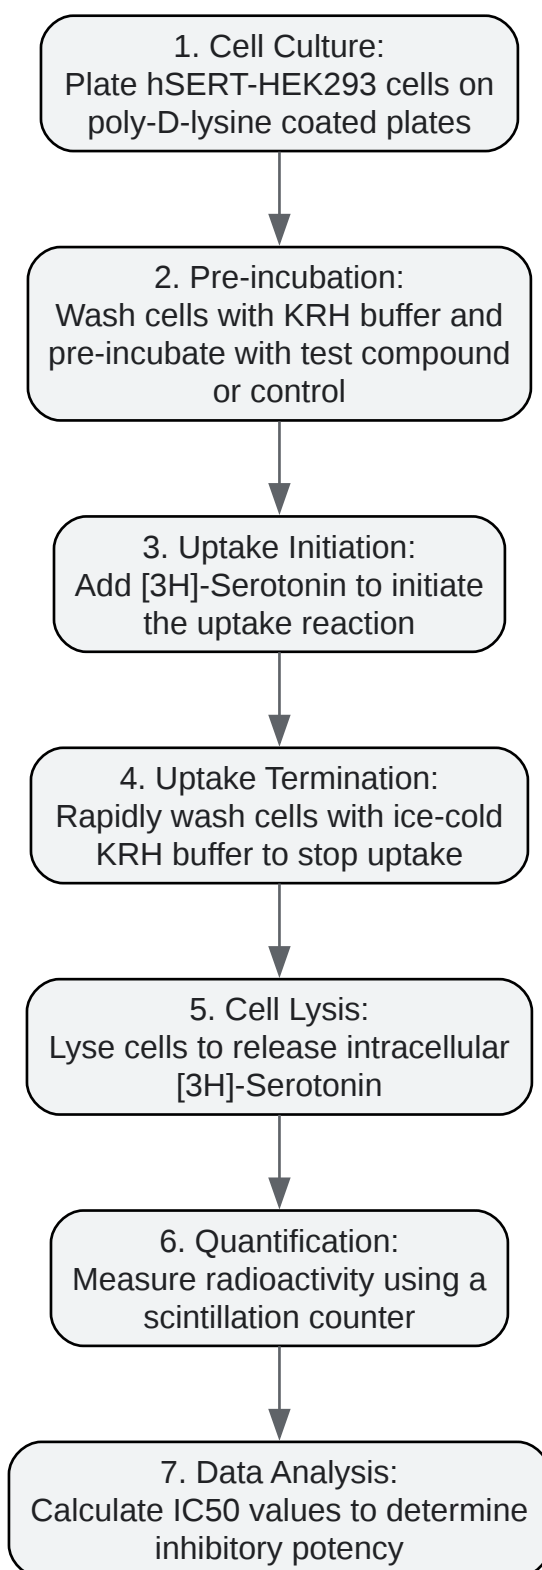 1. Cell Culture:
Plate hSERT-HEK293 cells on
poly-D-lysine coated plates
2. Pre-incubation:
Wash cells with KRH buffer and
pre-incubate with test compound
or control
3. Uptake Initiation:
Add [3H]-Serotonin to initiate
the uptake reaction
4. Uptake Termination:
Rapidly wash cells with ice-cold
KRH buffer to stop uptake
5. Cell Lysis:
Lyse cells to release intracellular
[3H]-Serotonin
6. Quantification:
Measure radioactivity using a
scintillation counter
7. Data Analysis:
Calculate IC50 values to determine
inhibitory potency